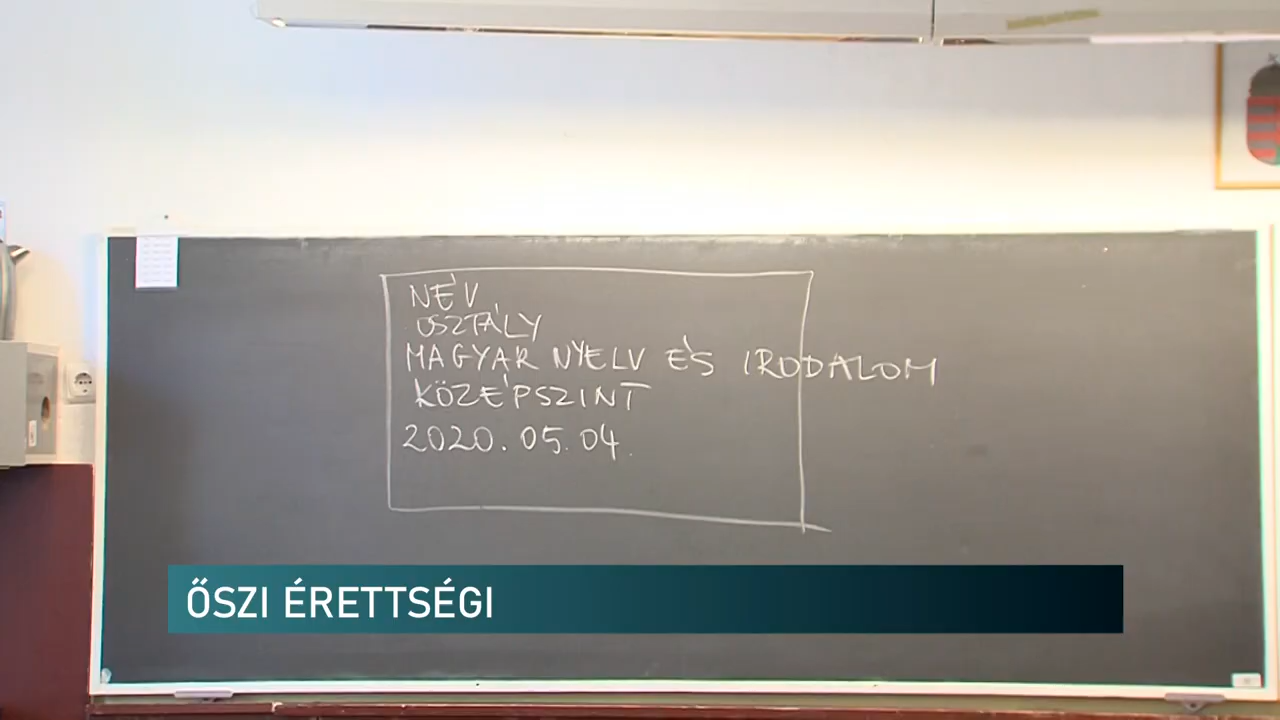 NÉV
OSZTÁLY
MAGYAR NYELV ÉS IRODALOM
KÖZÉPSZINT
2020.05.04.
ŐSZI ÉRETTSÉGI